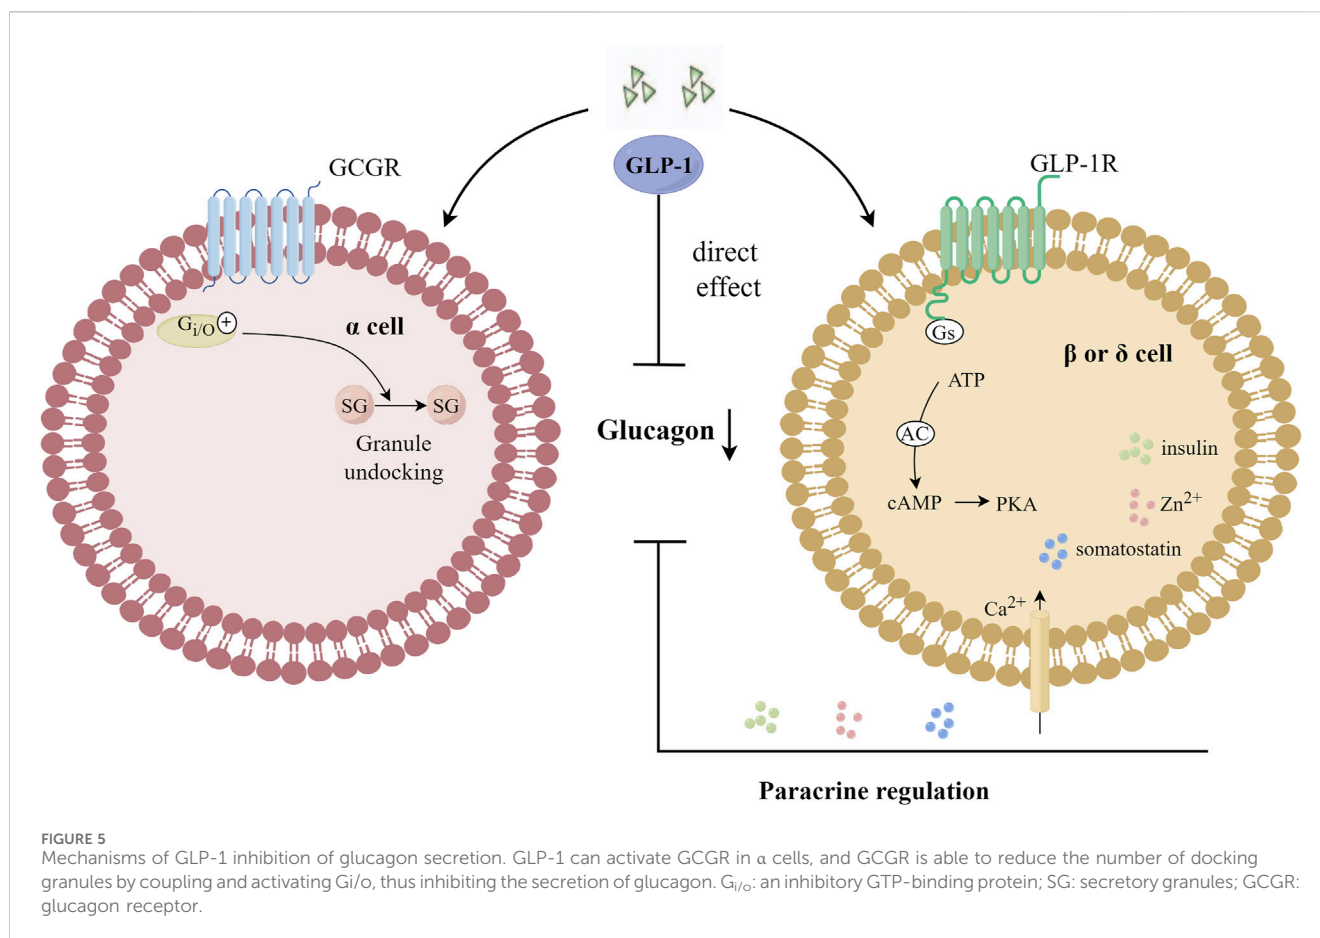 GLP-1
GCGR
GLP-1R
direct
effect
G_{i/O} +
α cell
SG
SG
Granule
undocking
Glucagon
Gs
β or δ cell
ATP
AC
cAMP
PKA
insulin
Zn²⁺
somatostatin
Ca²⁺
Paracrine regulation
FIGURE 5
Mechanisms of GLP-1 inhibition of glucagon secretion. GLP-1 can activate GCGR in α cells, and GCGR is able to reduce the number of docking
granules by coupling and activating Gi/o, thus inhibiting the secretion of glucagon. G_{i/o}: an inhibitory GTP-binding protein; SG: secretory granules; GCGR:
glucagon receptor.